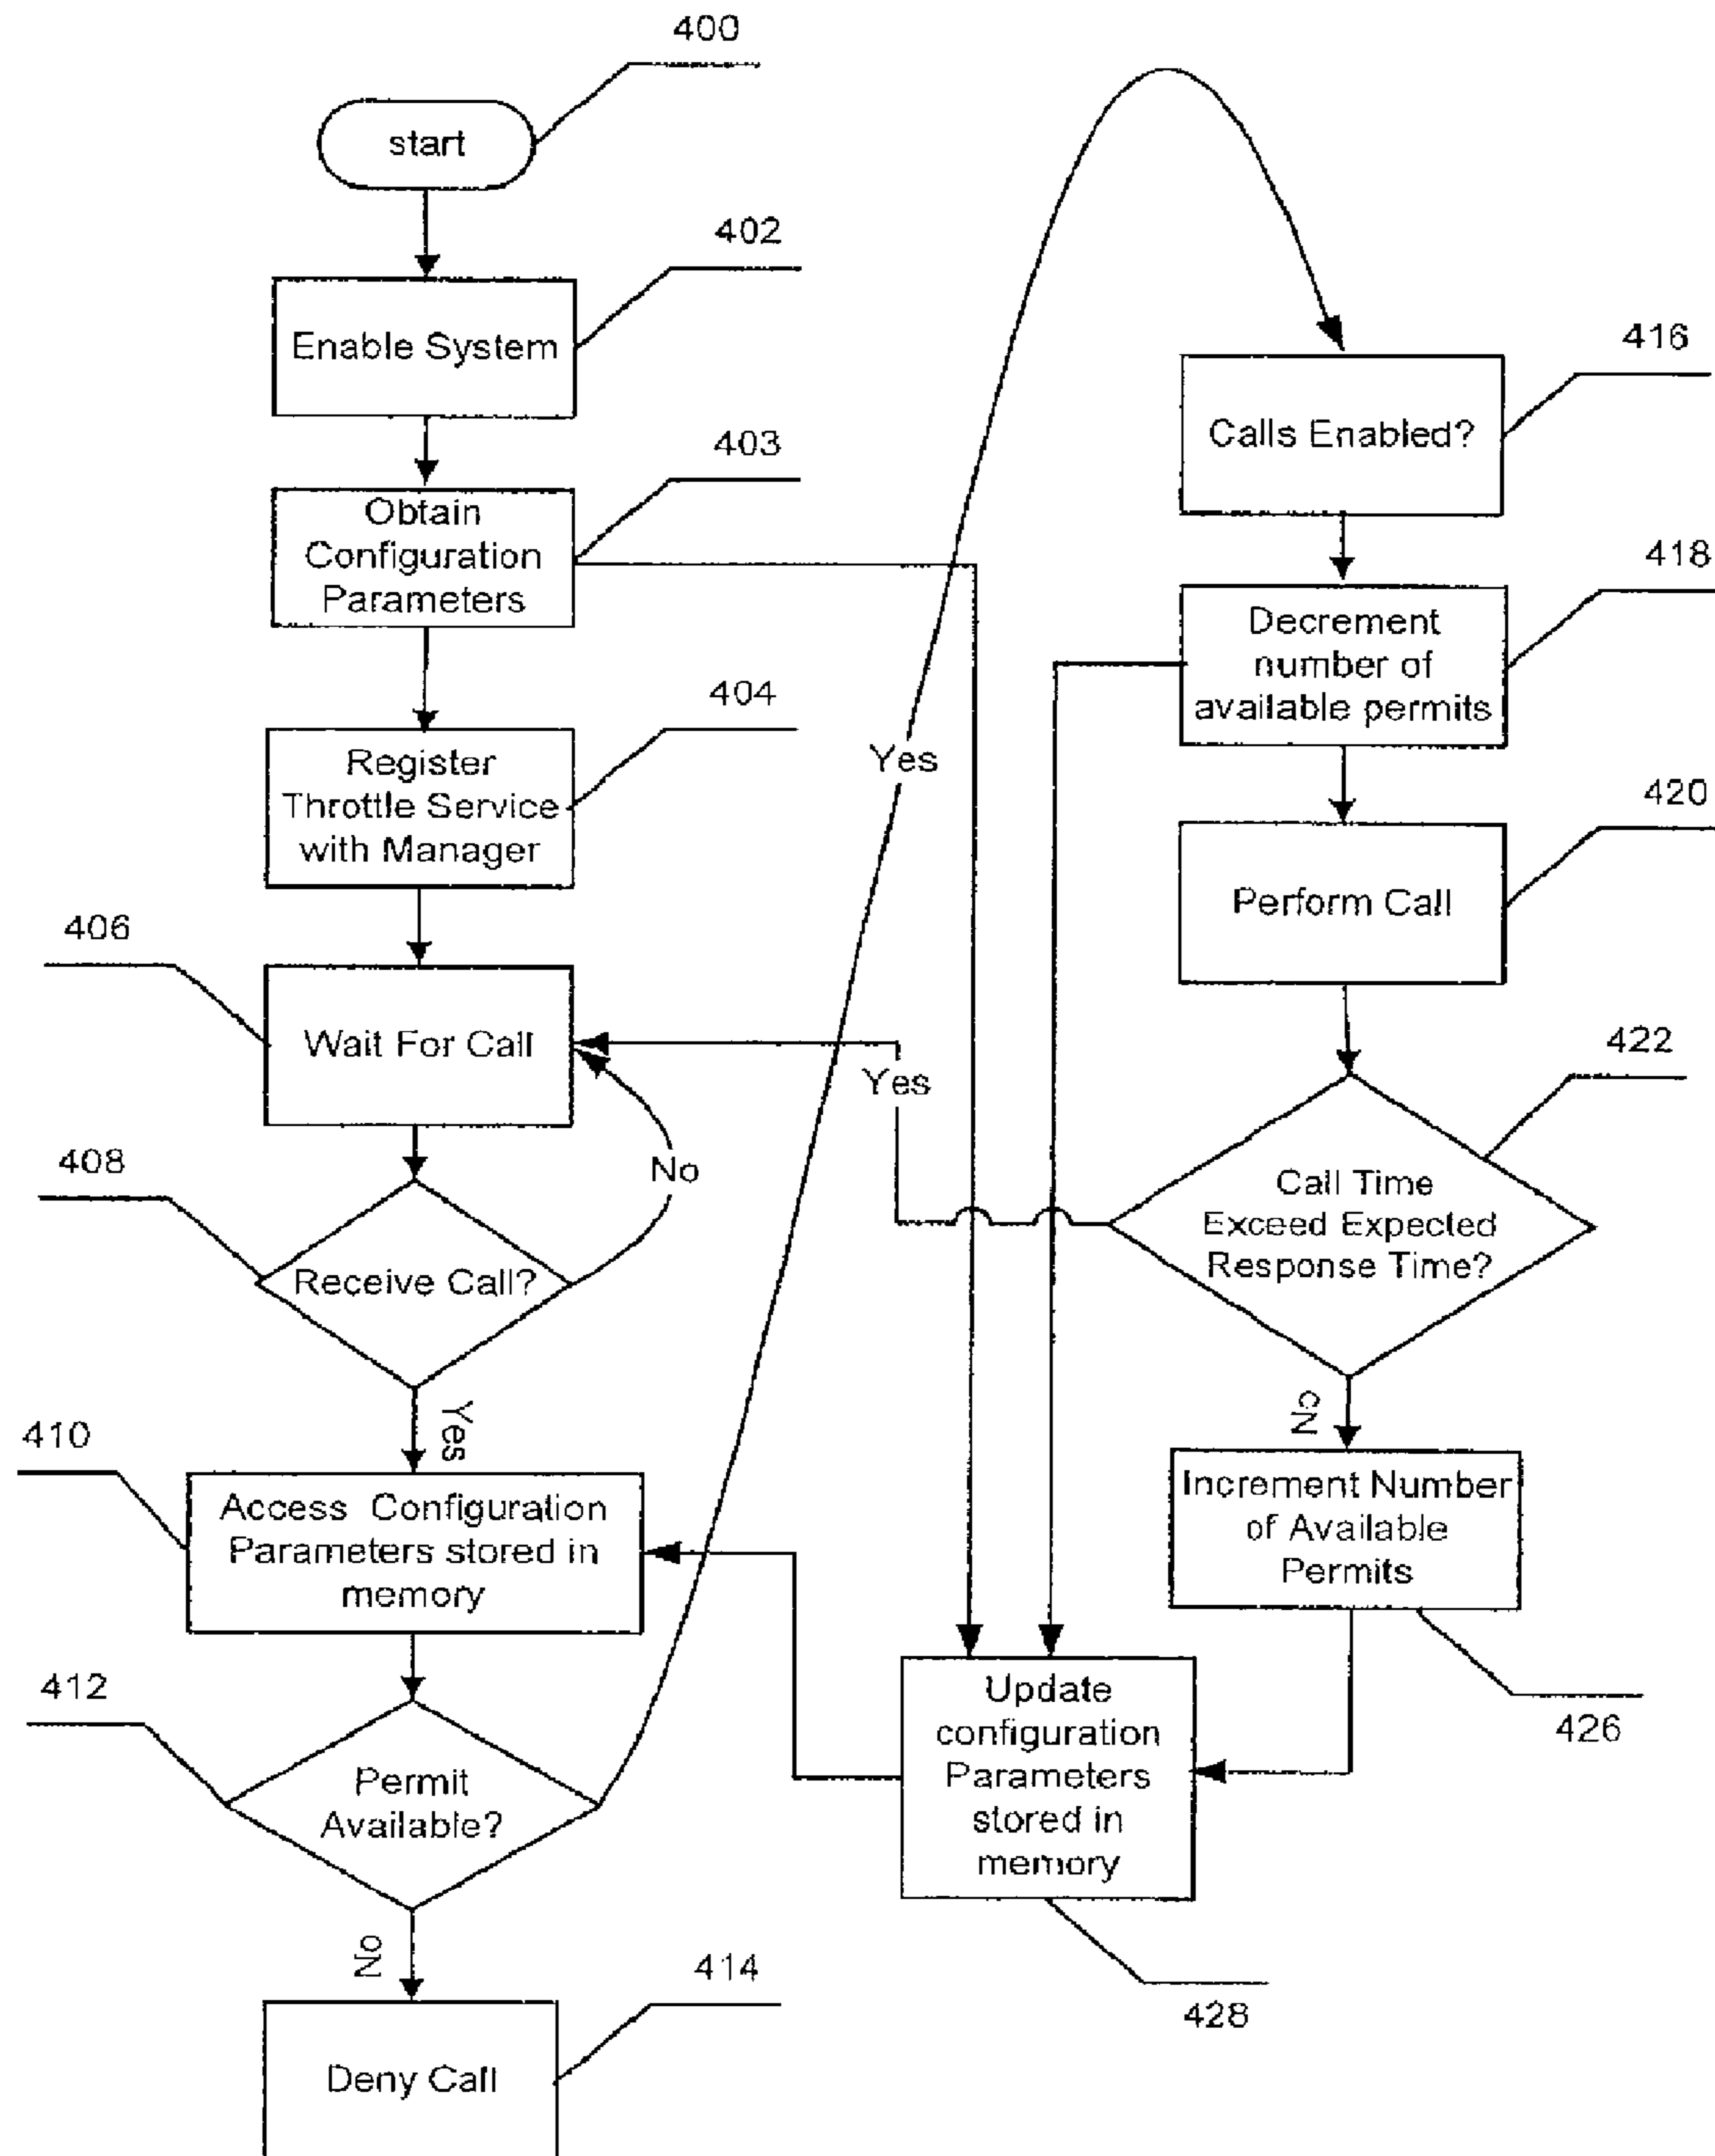 400
start
402
Enable System
403
Obtain
Configuration
Parameters
404
Register
Throttle Service
with Manager
406
Wait For Call
408
No
Receive Call?
Yes
410
Access Configuration
Parameters stored in
memory
412
Permit
Available?
No
414
Deny Call
Yes
416
Calls Enabled?
418
Decrement
number of
available permits
420
Perform Call
422
Yes
Call Time
Exceed Expected
Response Time?
No
Increment Number
of Available
Permits
426
Update
configuration
Parameters
stored in
memory
428